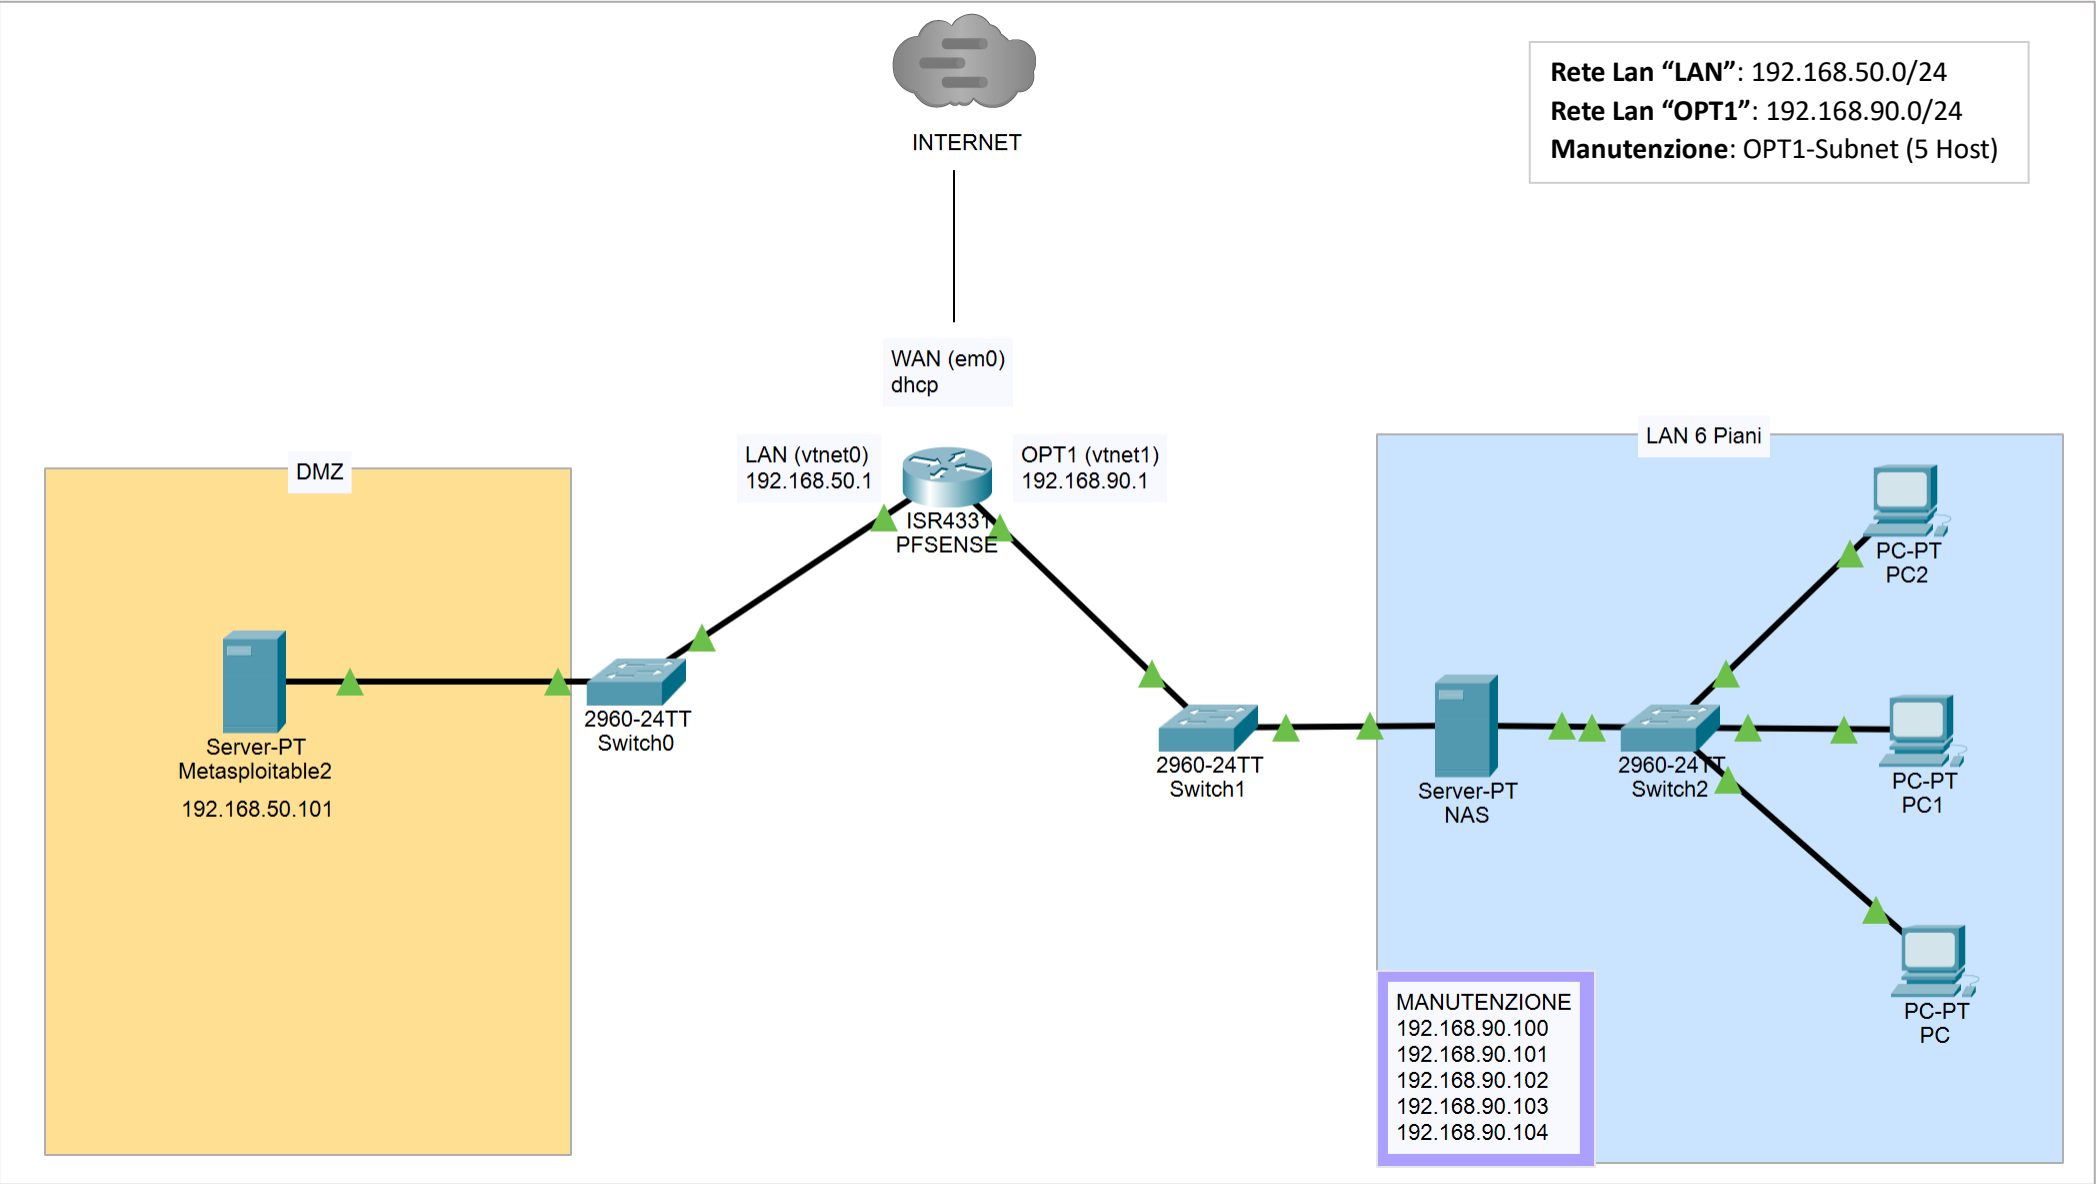 INTERNET
Rete Lan “LAN”: 192.168.50.0/24
Rete Lan “OPT1”: 192.168.90.0/24
Manutenzione: OPT1-Subnet (5 Host)
WAN (em0)
dhcp
LAN (vtnet0)
192.168.50.1
OPT1 (vtnet1)
192.168.90.1
ISR4331
PFSENSE
DMZ
Server-PT
Metasploitable2
192.168.50.101
2960-24TT
Switch0
2960-24TT
Switch1
LAN 6 Piani
Server-PT
NAS
2960-24TT
Switch2
PC-PT
PC2
PC-PT
PC1
PC-PT
PC
MANUTENZIONE
192.168.90.100
192.168.90.101
192.168.90.102
192.168.90.103
192.168.90.104